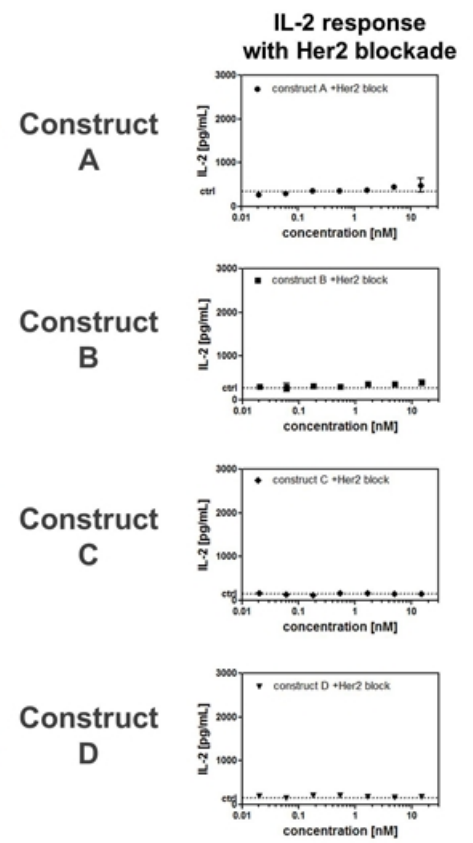 IL-2 response
with Her2 blockade
Construct
A
IL-2 [pg/mL]
3000
2000
1000
0
ctrl
construct A +Her2 block
0.01
0.1
1
10
concentration [nM]
Construct
B
IL-2 [pg/mL]
3000
2000
1000
0
ctrl
construct B +Her2 block
0.01
0.1
1
10
concentration [nM]
Construct
C
IL-2 [pg/mL]
3000
2000
1000
0
ctrl
construct C +Her2 block
0.01
0.1
1
10
concentration [nM]
Construct
D
IL-2 [pg/mL]
3000
2000
1000
0
ctrl
construct D +Her2 block
0.01
0.1
1
10
concentration [nM]